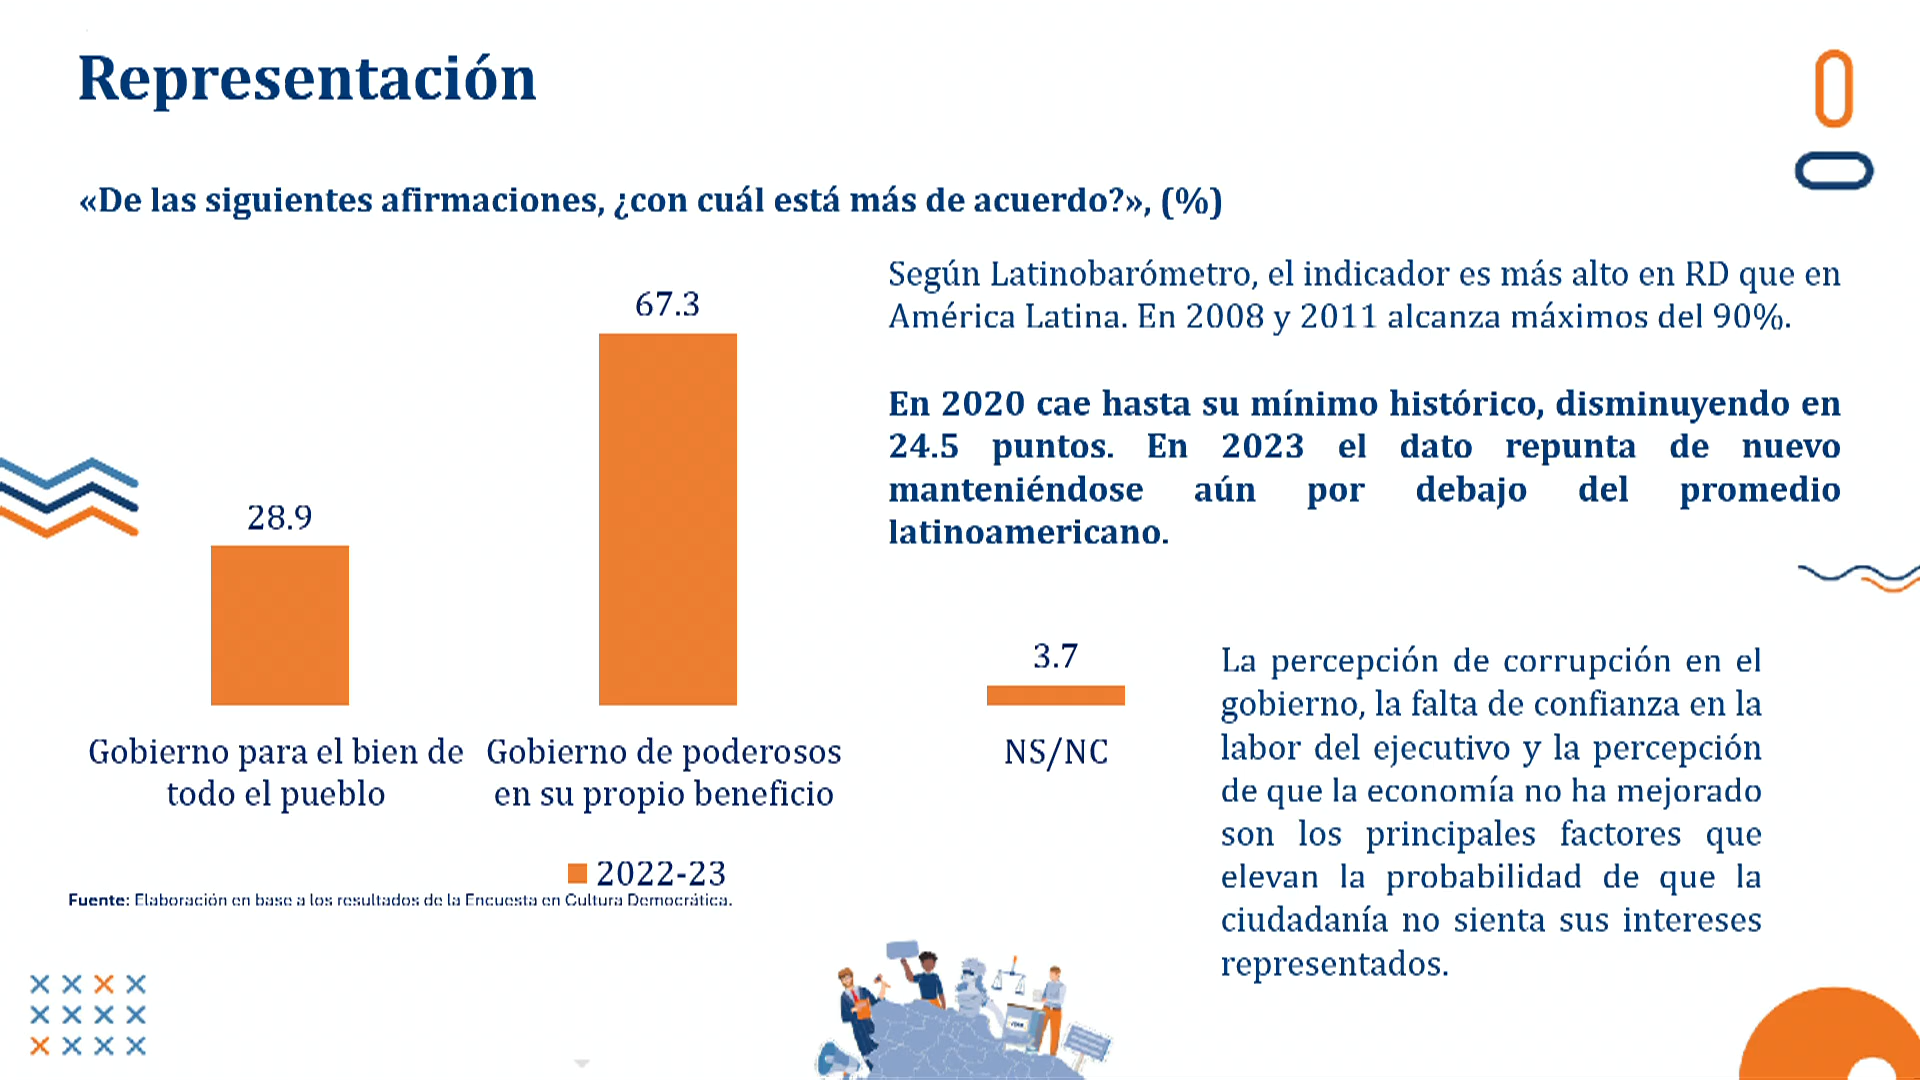 Representación
«De las siguientes afirmaciones, ¿con cuál está más de acuerdo?», (%)
Según Latinobarómetro, el indicador es más alto en RD que en
América Latina. En 2008 y 2011 alcanza máximos del 90%.
En 2020 cae hasta su mínimo histórico, disminuyendo en
24.5 puntos. En 2023 el dato repunta de nuevo
manteniéndose aún por debajo del promedio
latinoamericano.
28.9
67.3
3.7
Gobierno para el bien de
todo el pueblo
Gobierno de poderosos
en su propio beneficio
NS/NC
2022-23
Fuente: Elaboración en base a los resultados de la Encuesta en Cultura Democrática.
La percepción de corrupción en el
gobierno, la falta de confianza en la
labor del ejecutivo y la percepción
de que la economía no ha mejorado
son los principales factores que
elevan la probabilidad de que la
ciudadanía no sienta sus intereses
representados.